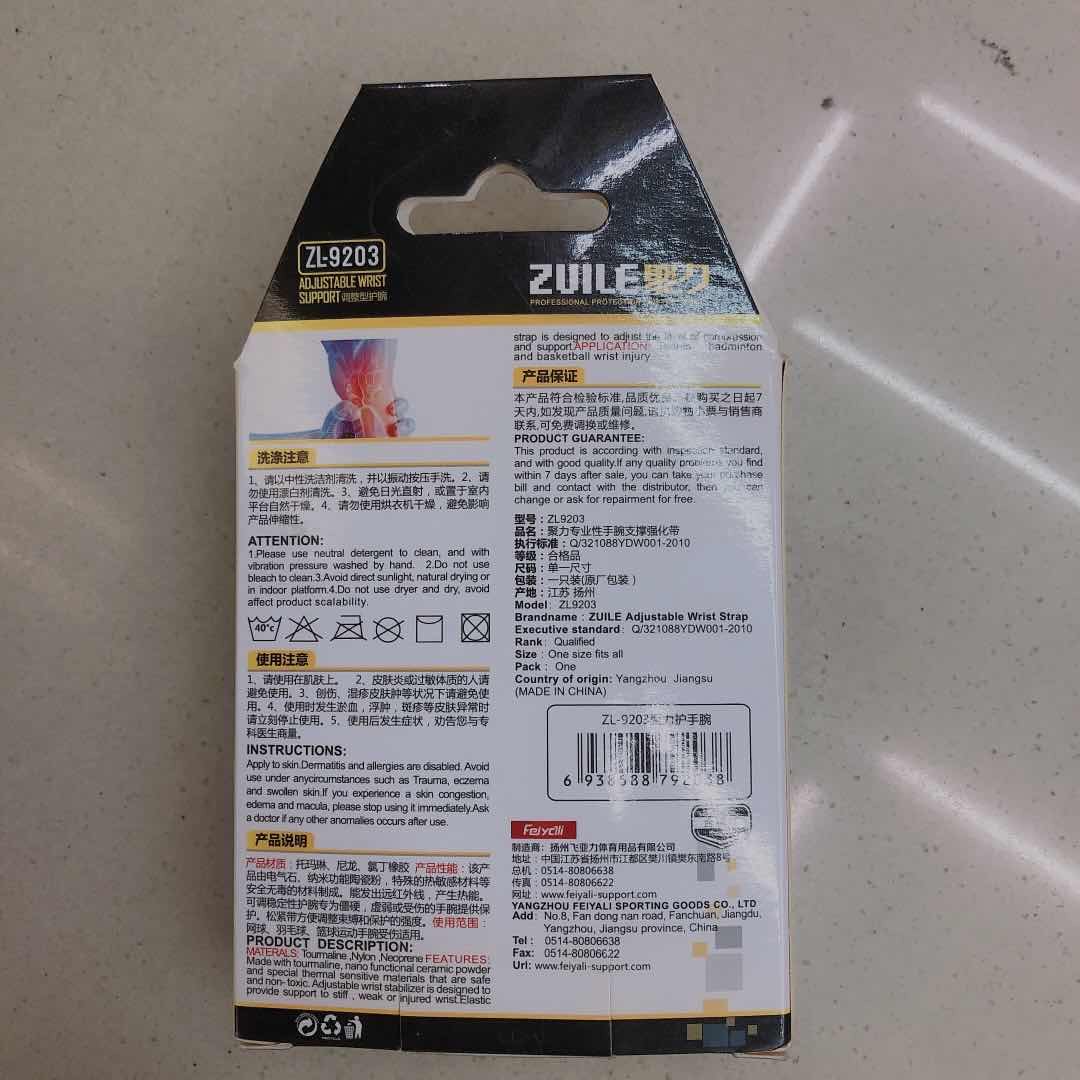 ZL-9203
ADJUSTABLE WRIST
SUPPORT 调整型护腕
ZUILE 聚力
PROFESSIONAL PROTECTION
洗涤注意
1、请以中性洗洁剂清洗，并以振动按压手洗。2、请
勿使用漂白剂清洗。3、避免日光直射，或置于室内
平台自然干燥。4、请勿使用烘衣机干燥，避免影响
产品伸缩性。
ATTENTION:
1.Please use neutral detergent to clean, and with
vibration pressure washed by hand. 2.Do not use
bleach to clean.3.Avoid direct sunlight, natural drying or
in indoor platform.4.Do not use dryer and dry, avoid
affect product scalability.
40°c
使用注意
1、请使用在肌肤上。 2、皮肤炎或过敏体质的人请
避免使用。3、创伤、湿疹皮肤肿等状况下请避免使
用。4、使用时发生淤血，浮肿，斑疹等皮肤异常时
请立刻停止使用。5、使用后发生症状，劝告您与专
科医生商量。
INSTRUCTIONS:
Apply to skin.Dermatitis and allergies are disabled. Avoid
use under anycircumstances such as Trauma, eczema
and swollen skin.If you experience a skin congestion,
edema and macula, please stop using it immediately.Ask
a doctor if any other anomalies occurs after use.
产品说明
产品材质：托玛琳、尼龙、氯丁橡胶 产品性能：该产
品由电气石、纳米功能陶瓷粉，特殊的热敏感材料等
安全无毒的材料制成。能发出远红外线，产生热能。
可调稳定性护腕专为僵硬，虚弱或受伤的手腕提供保
护。松紧带方便调整束缚和保护的强度。使用范围：
网球、羽毛球、篮球运动手腕受伤适用。
PRODUCT DESCRIPTION:
MATERIALS: Tourmaline ,Nylon ,Neoprene FEATURES:
Made with tourmaline, nano functional ceramic powder
and special thermal sensitive materials that are safe
and non- toxic. Adjustable wrist stabilizer is designed to
provide support to stiff , weak or injured wrist.Elastic
strap is designed to adjust the level of compression
and support.APPLICATION: badminton
and basketball wrist injury
产品保证
本产品符合检验标准,品质优良 购买之日起7
天内,如发现产品质量问题,请 购物小票与销售商
联系,可免费调换或维修。
PRODUCT GUARANTEE:
This product is according with inspection standard,
and with good quality.If any quality problems you find
within 7 days after sale, you can take your purchase
bill and contact with the distributor, then you can
change or ask for repairment for free.
型号：ZL9203
品名：聚力专业性手腕支撑强化带
执行标准：Q/321088YDW001-2010
等级：合格品
尺码：单一尺寸
包装：一只装(原厂包装 )
产地：江苏 扬州
Model: ZL9203
Brandname : ZUILE Adjustable Wrist Strap
Executive standard: Q/321088YDW001-2010
Rank: Qualified
Size : One size fits all
Pack : One
Country of origin: Yangzhou Jiangsu
(MADE IN CHINA)
ZL-9203聚力护手腕
Feiyali
制造商：扬州飞亚力体育用品有限公司
地址：中国江苏省扬州市江都区樊川镇樊东南路8号
总机：0514-80806638
传真：0514-80806622
网址：www.feiyali-support.com
YANGZHOU FEIYALI SPORTING GOODS CO., LTD
Add: No.8, Fan dong nan road, Fanchuan, Jiangdu,
Yangzhou, Jiangsu province, China
Tel : 0514-80806638
Fax: 0514-80806622
Url: www.feiyali-support.com